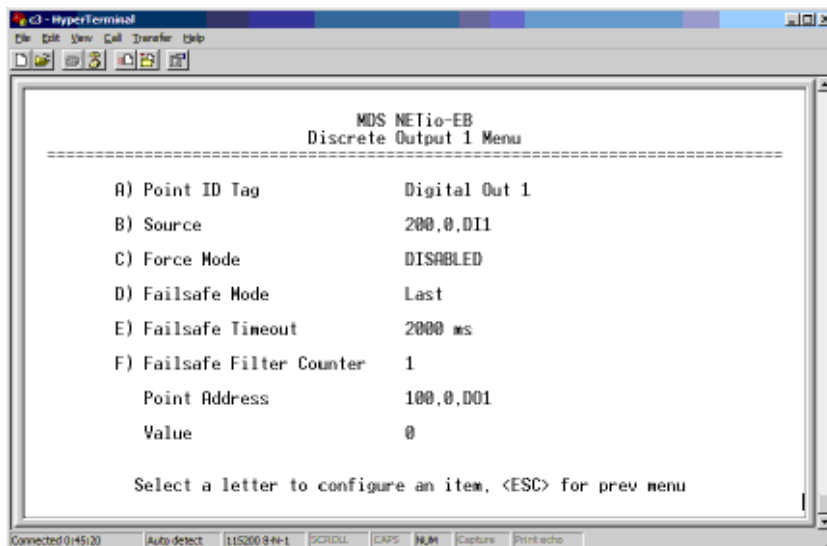 c3 - HyperTerminal
File Edit View Call Transfer Help
MDS NETio-EB
Discrete Output 1 Menu
==========================================================================
A) Point ID Tag Digital Out 1
B) Source 200,0,DI1
C) Force Mode DISABLED
D) Failsafe Mode Last
E) Failsafe Timeout 2000 ms
F) Failsafe Filter Counter 1
Point Address 100,0,DO1
Value 0
Select a letter to configure an item, <ESC> for prev menu
Connected 0:45:20 Auto detect 115200 8-N-1 SCROLL CAPS NUM Capture Print echo